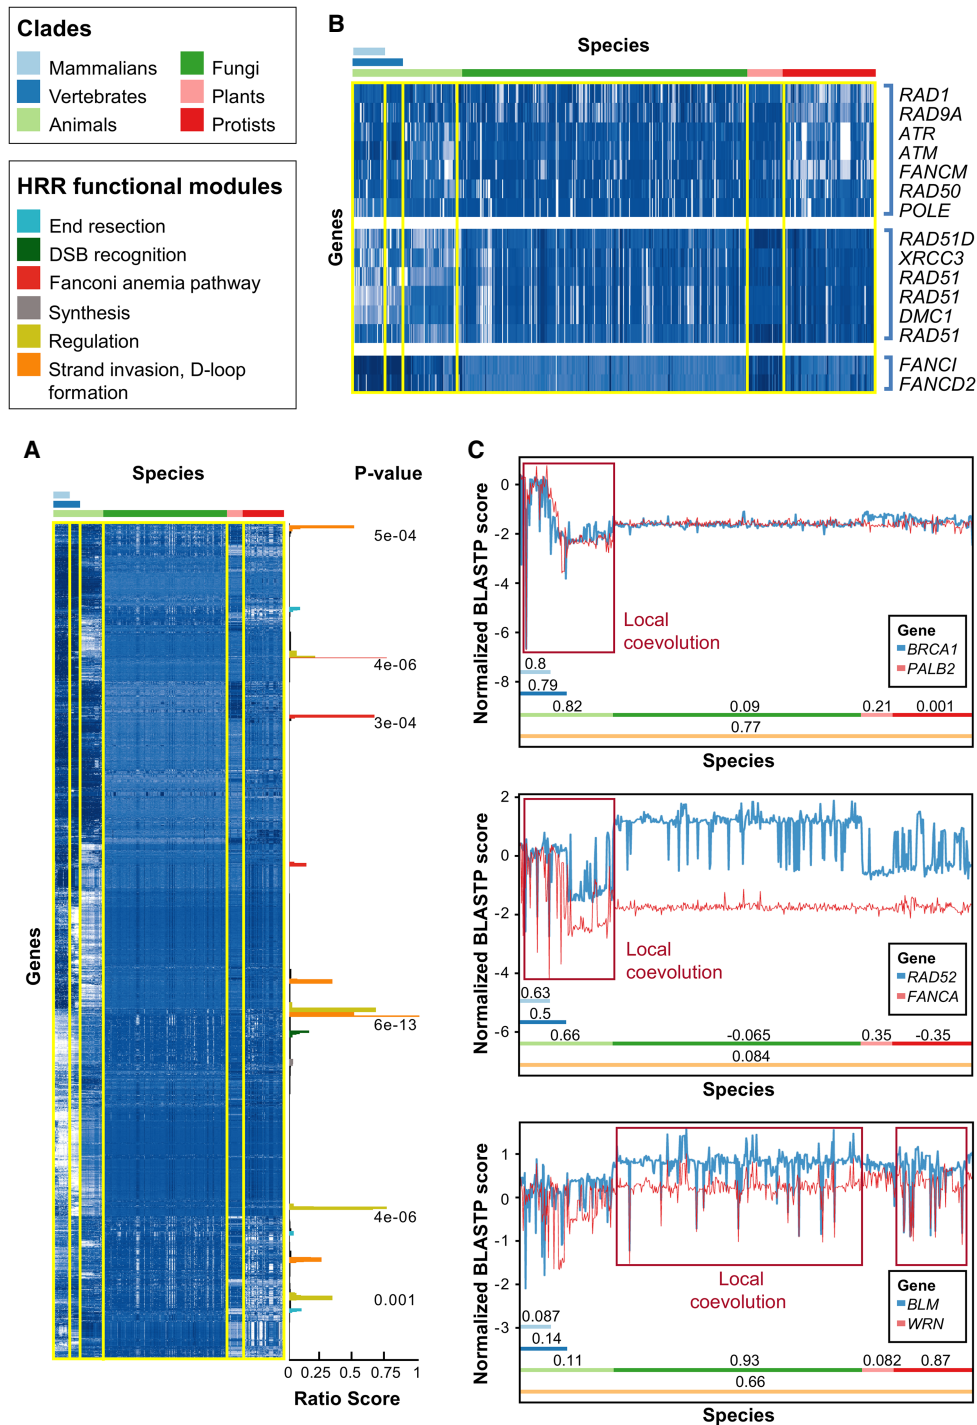 Clades
Mammalians
Vertebrates
Animals
Fungi
Plants
Protists
HRR functional modules
End resection
DSB recognition
Fanconi anemia pathway
Synthesis
Regulation
Strand invasion, D-loop
formation
B
Species
Genes
RAD1
RAD9A
ATR
ATM
FANCM
RAD50
POLE
RAD51D
XRCC3
RAD51
RAD51
DMC1
RAD51
FANCI
FANCD2
A
Species
P-value
Genes
5e-04
4e-06
3e-04
6e-13
4e-06
0.001
0 0.25 0.5 0.75 1
Ratio Score
C
Normalized BLASTP score
0
-2
-4
-6
-8
Local
coevolution
Gene
BRCA1
PALB2
0.8
0.79
0.82 0.09 0.21 0.001
0.77
Species
Normalized BLASTP score
2
0
-2
-4
-6
Local
coevolution
Gene
RAD52
FANCA
0.63
0.5
0.66 -0.065 0.35 -0.35
0.084
Species
Normalized BLASTP score
1
0
-1
-2
-3
Local
coevolution
Gene
BLM
WRN
0.087
0.14
0.11 0.93 0.082 0.87
0.66
Species